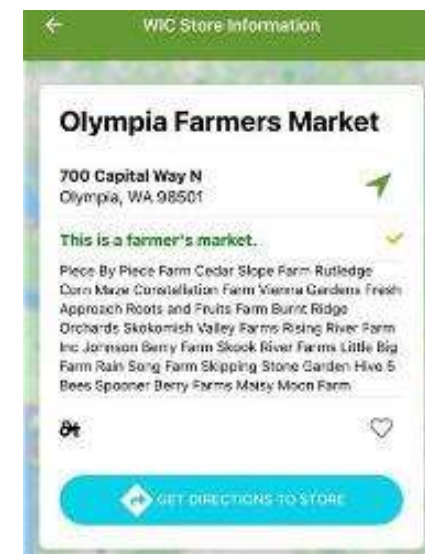 WIC Store Information
Olympia Farmers Market
700 Capital Way N
Olympia, WA 98501
This is a farmer's market.
Piece By Piece Farm Cedar Slope Farm Rutledge
Corn Maze Constellation Farm Vienna Gardens Fresh
Approach Roots and Fruits Farm Burnt Ridge
Orchards Skokomish Valley Farms Rising River Farm
Inc Johnson Berry Farm Skook River Farms Little Big
Farm Rain Song Farm Skipping Stone Garden Hive 5
Bees Spooner Berry Farms Maisy Moon Farm
GET DIRECTIONS TO STORE